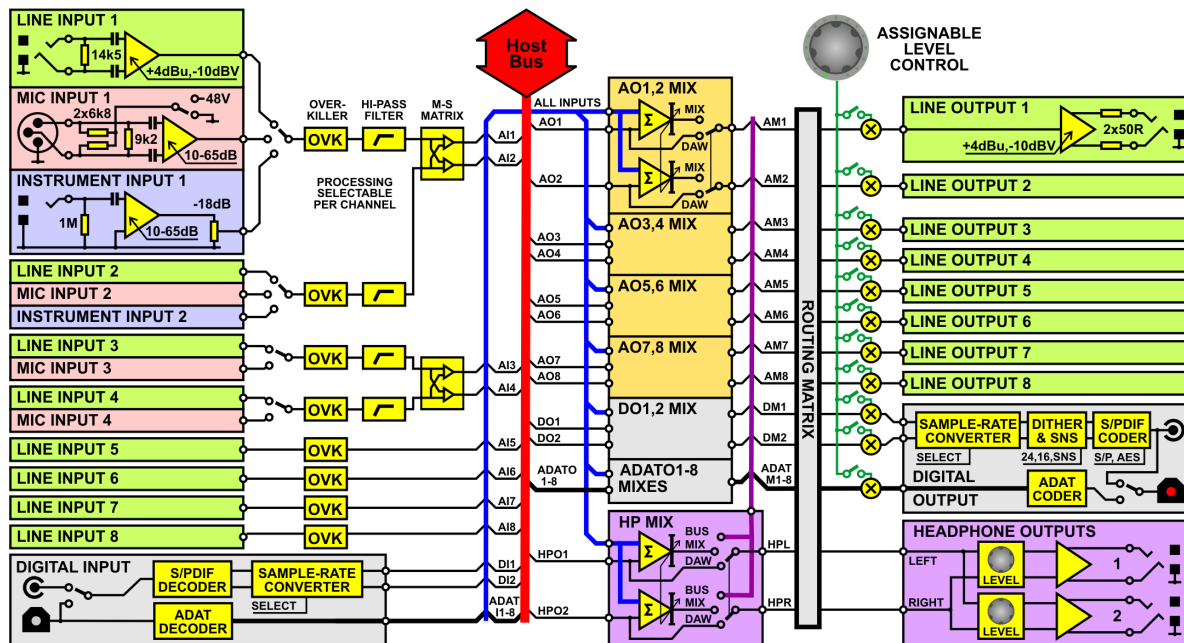 LINE INPUT 1
14k5
+4dBu,-10dBV
MIC INPUT 1
48V
2x6k8
9k2
10-65dB
INSTRUMENT INPUT 1
-18dB
1M
10-65dB
LINE INPUT 2
MIC INPUT 2
INSTRUMENT INPUT 2
LINE INPUT 3
MIC INPUT 3
LINE INPUT 4
MIC INPUT 4
LINE INPUT 5
LINE INPUT 6
LINE INPUT 7
LINE INPUT 8
DIGITAL INPUT
S/PDIF
DECODER
SAMPLE-RATE
CONVERTER
SELECT
ADAT
DECODER
OVER-
KILLER
HI-PASS
FILTER
M-S
MATRIX
OVK
PROCESSING
SELECTABLE
PER CHANNEL
OVK
OVK
OVK
OVK
OVK
OVK
OVK
Host
Bus
AI1
AI2
AI3
AI4
AI5
AI6
AI7
AI8
DI1
DI2
ADAT
I1-8
ALL INPUTS
AO1
AO2
AO3
AO4
AO5
AO6
AO7
AO8
DO1
DO2
ADATO
1-8
HPO1
HPO2
AO1,2 MIX
Σ
MIX
DAW
Σ
MIX
DAW
AO3,4 MIX
AO5,6 MIX
AO7,8 MIX
DO1,2 MIX
ADATO1-8
MIXES
HP MIX
Σ
BUS
MIX
DAW
Σ
BUS
MIX
DAW
AM1
AM2
AM3
AM4
AM5
AM6
AM7
AM8
DM1
DM2
ADAT
M1-8
HPL
HPR
ROUTING MATRIX
ASSIGNABLE
LEVEL
CONTROL
LINE OUTPUT 1
2x50R
+4dBu,-10dBV
LINE OUTPUT 2
LINE OUTPUT 3
LINE OUTPUT 4
LINE OUTPUT 5
LINE OUTPUT 6
LINE OUTPUT 7
LINE OUTPUT 8
SAMPLE-RATE
CONVERTER
SELECT
DITHER
& SNS
24,16,SNS
S/PDIF
CODER
S/P, AES
DIGITAL
OUTPUT
ADAT
CODER
HEADPHONE OUTPUTS
LEFT
LEVEL
1
RIGHT
LEVEL
2